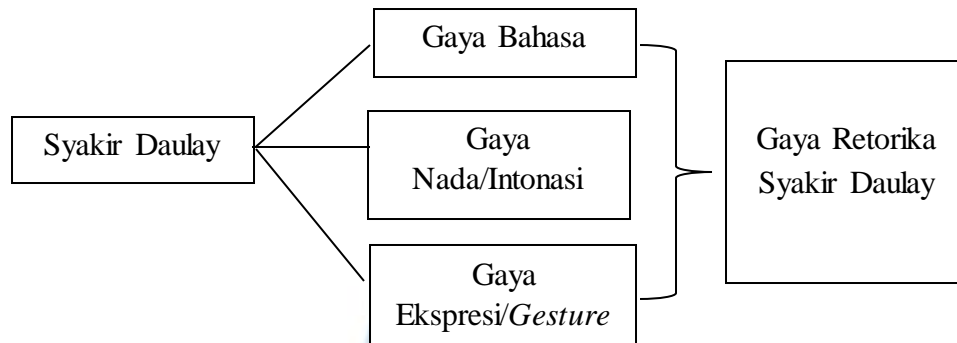 Gaya Bahasa
Syakir Daulay
Gaya
Nada/Intonasi
Gaya
Ekspresi/Gesture
Gaya Retorika
Syakir Daulay